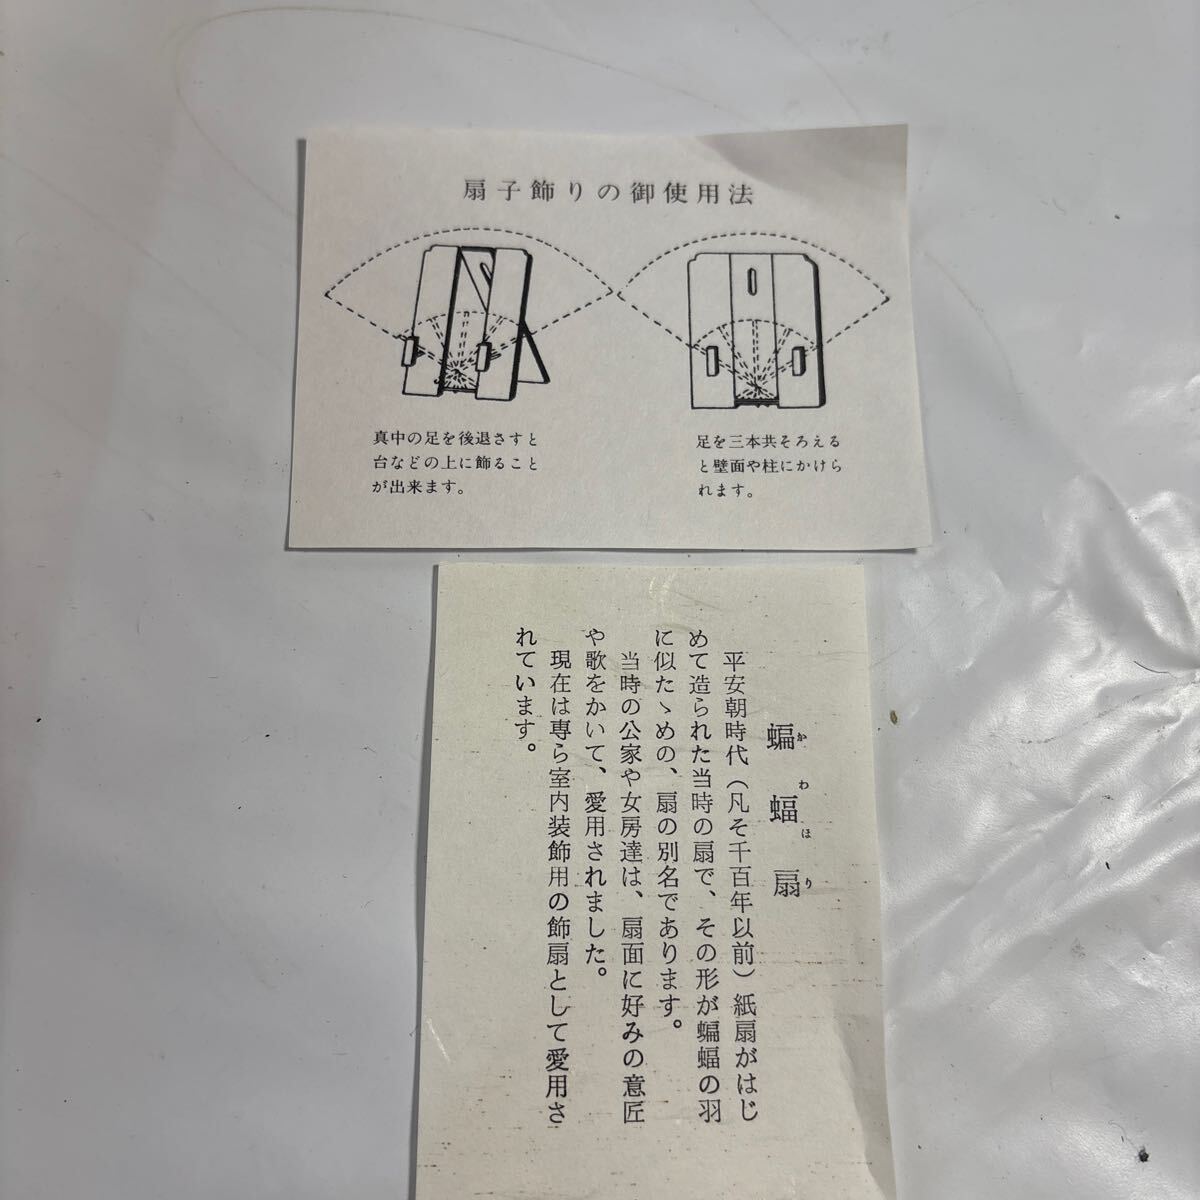 扇子飾りの御使用法
真中の足を後退さすと
台などの上に飾ること
が出来ます。
足を三本共そろえる
と壁面や柱にかけら
れます。
蝙蝠扇
かわほり
平安朝時代（凡そ千百年以前）紙扇がはじ
めて造られた当時の扇で、その形が蝙蝠の羽
に似たゝめの、扇の別名であります。
当時の公家や女房達は、扇面に好みの意匠
や歌をかいて、愛用されました。
現在は専ら室内装飾用の飾扇として愛用さ
れています。